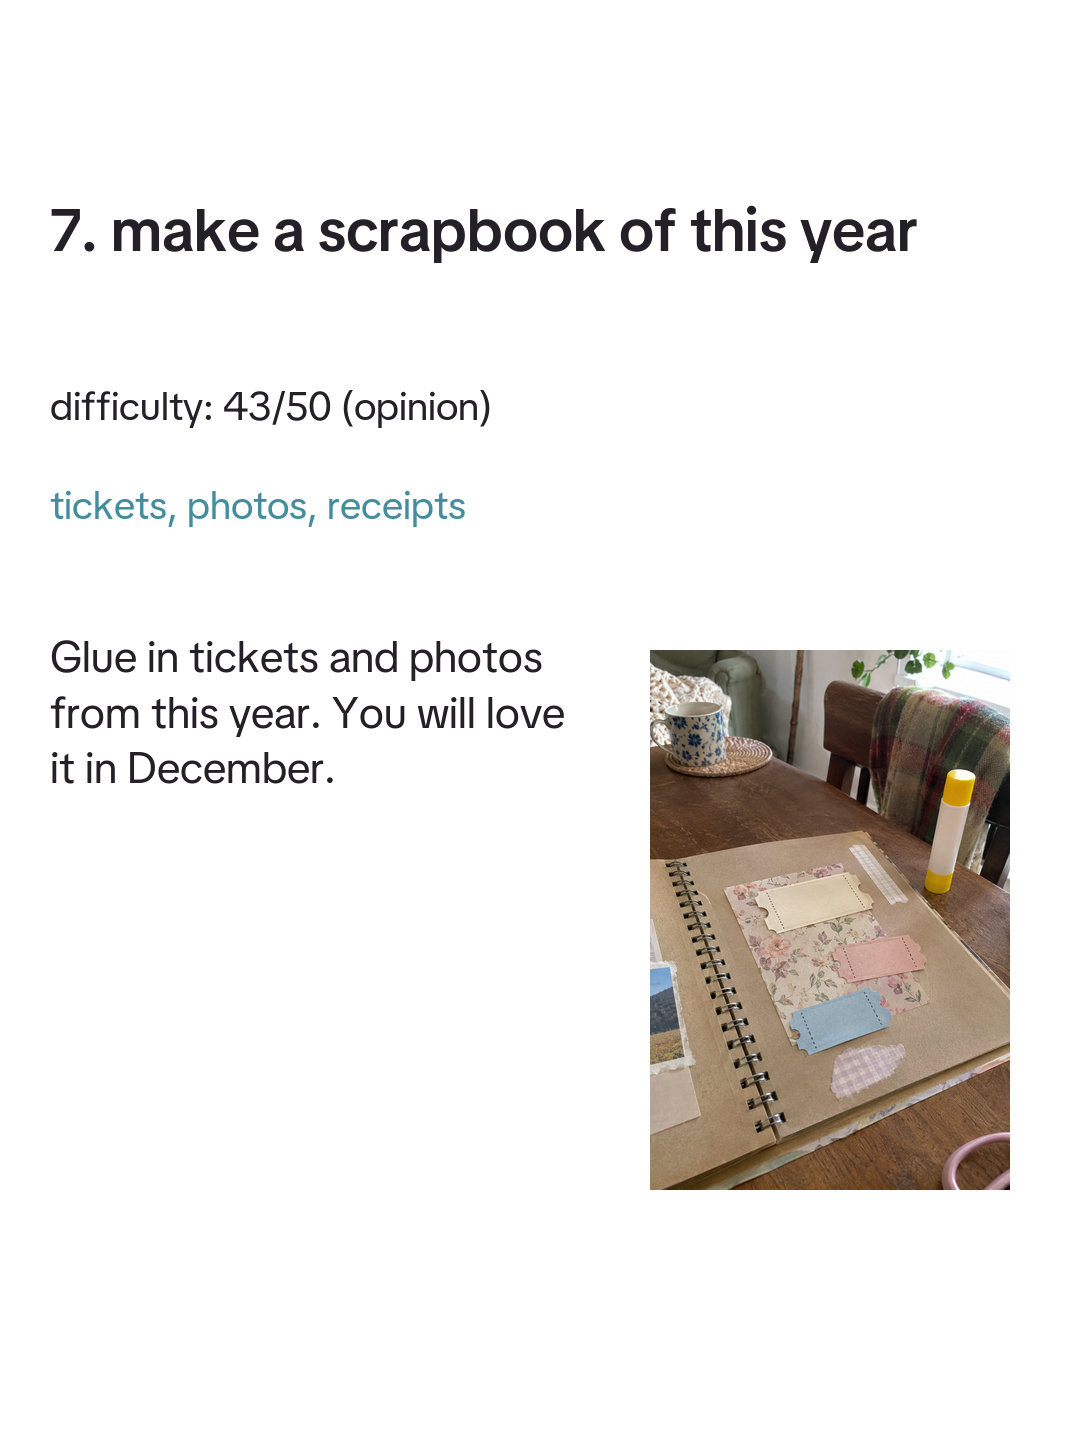 7. make a scrapbook of this year
difficulty: 43/50 (opinion)
tickets, photos, receipts
Glue in tickets and photos
from this year. You will love
it in December.